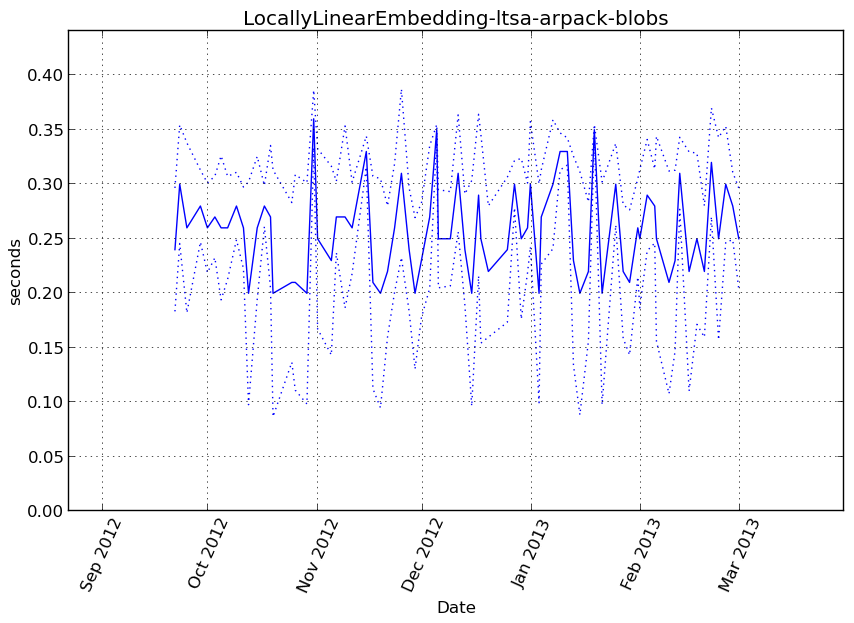 LocallyLinearEmbedding-ltsa-arpack-blobs
0.40
0.35
0.30
0.25
0.20
0.15
0.10
0.05
0.00
seconds
Sep 2012
Oct 2012
Nov 2012
Dec 2012
Jan 2013
Feb 2013
Mar 2013
Date